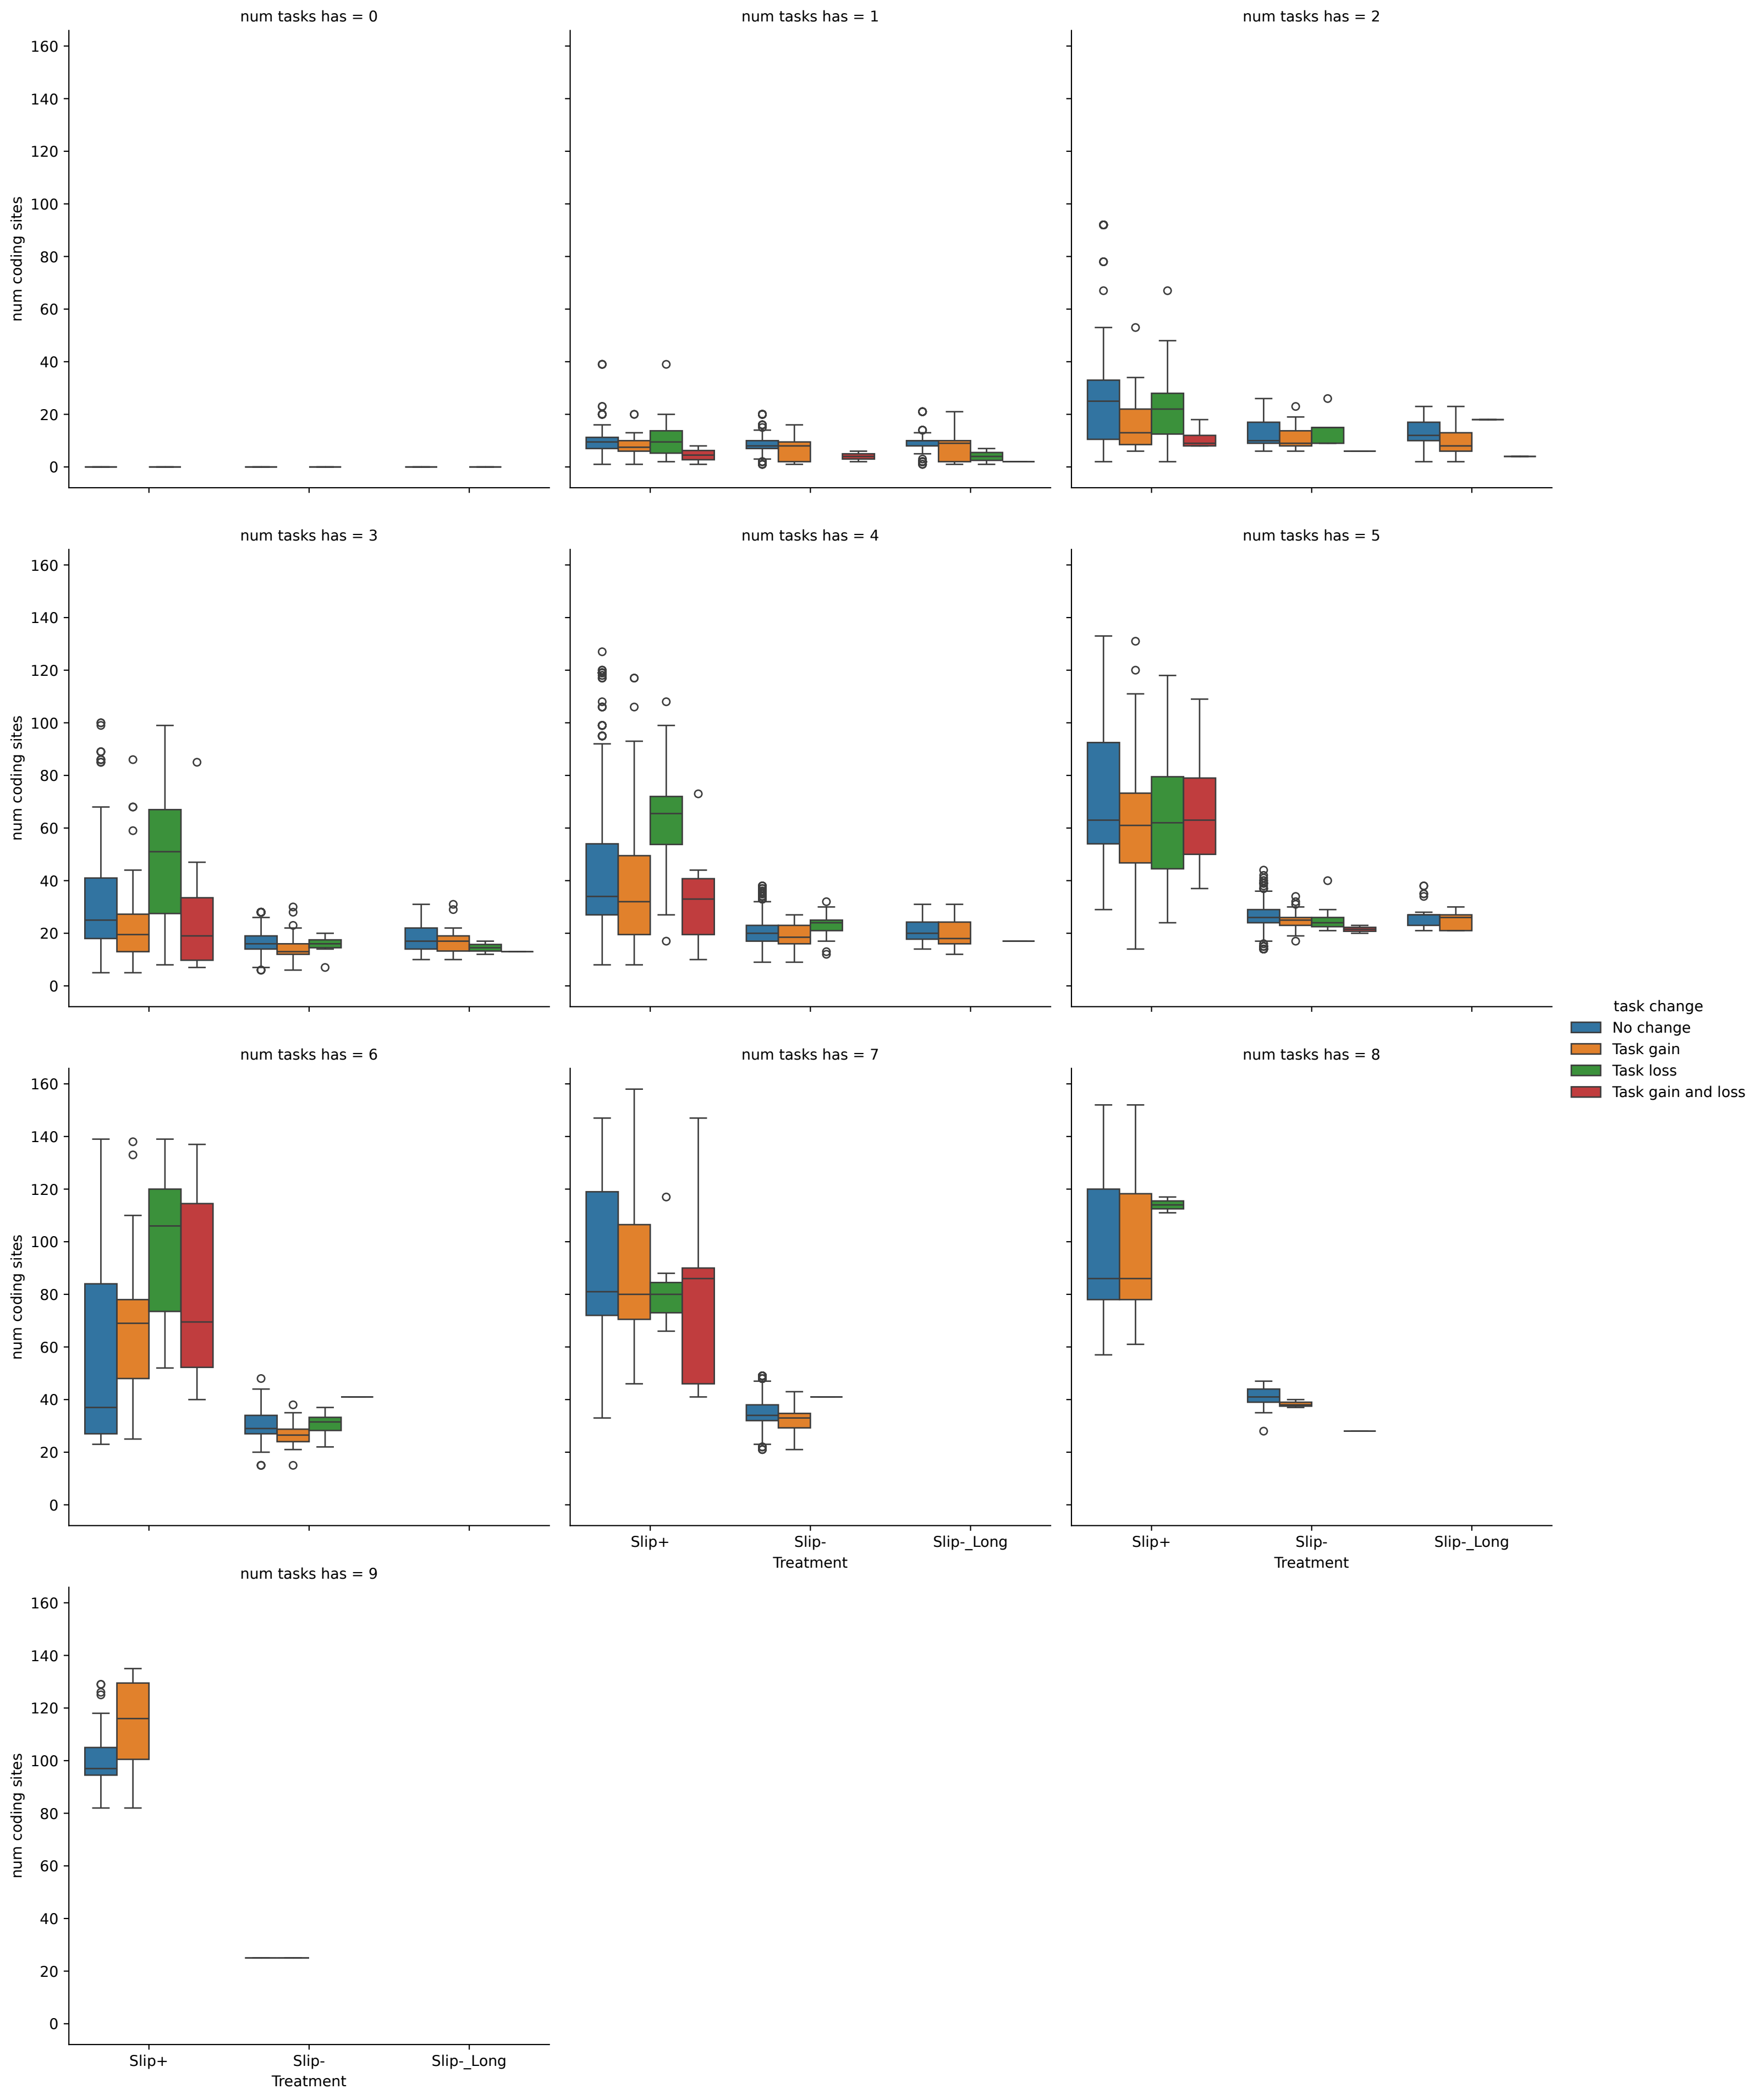 num tasks has = 0
num tasks has = 1
num tasks has = 2
160
140
120
100
80
60
40
20
0
num coding sites
num tasks has = 3
num tasks has = 4
num tasks has = 5
160
140
120
100
80
60
40
20
0
num coding sites
task change
No change
Task gain
Task loss
Task gain and loss
num tasks has = 6
num tasks has = 7
num tasks has = 8
160
140
120
100
80
60
40
20
0
num coding sites
Slip+ Slip- Slip-_Long
Treatment
Slip+ Slip- Slip-_Long
Treatment
num tasks has = 9
160
140
120
100
80
60
40
20
0
num coding sites
Slip+ Slip- Slip-_Long
Treatment